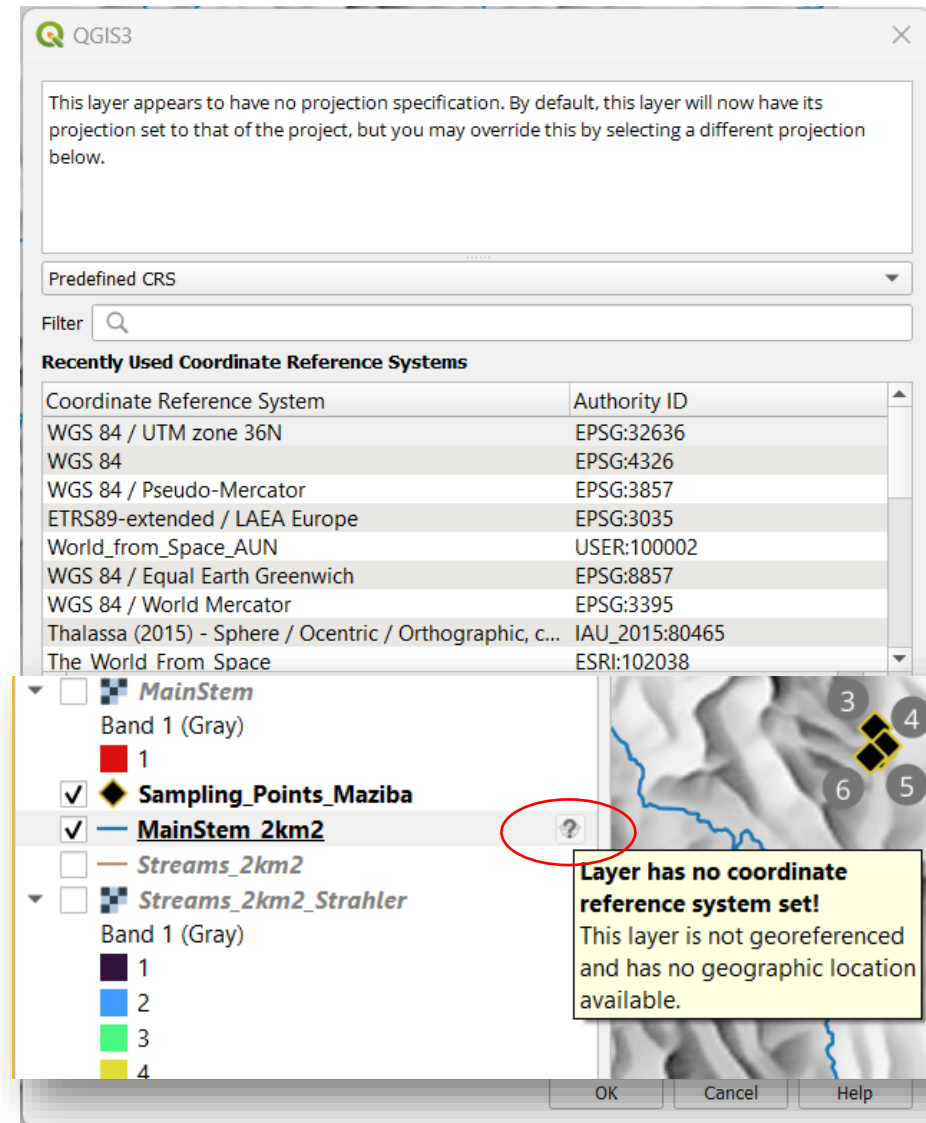 QGIS3
This layer appears to have no projection specification. By default, this layer will now have its
projection set to that of the project, but you may override this by selecting a different projection
below.
Predefined CRS
Filter
Recently Used Coordinate Reference Systems
Coordinate Reference System Authority ID
WGS 84 / UTM zone 36N EPSG:32636
WGS 84 EPSG:4326
WGS 84 / Pseudo-Mercator EPSG:3857
ETRS89-extended / LAEA Europe EPSG:3035
World_from_Space_AUN USER:100002
WGS 84 / Equal Earth Greenwich EPSG:8857
WGS 84 / World Mercator EPSG:3395
Thalassa (2015) - Sphere / Ocentric / Orthographic, c... IAU_2015:80465
The World From Space ESRI:102038
MainStem
Band 1 (Gray)
1
Sampling_Points_Maziba
MainStem_2km2
?
Streams_2km2
Streams_2km2_Strahler
Band 1 (Gray)
1
2
3
4
3
4
6
5
Layer has no coordinate
reference system set!
This layer is not georeferenced
and has no geographic location
available.
OK Cancel Help